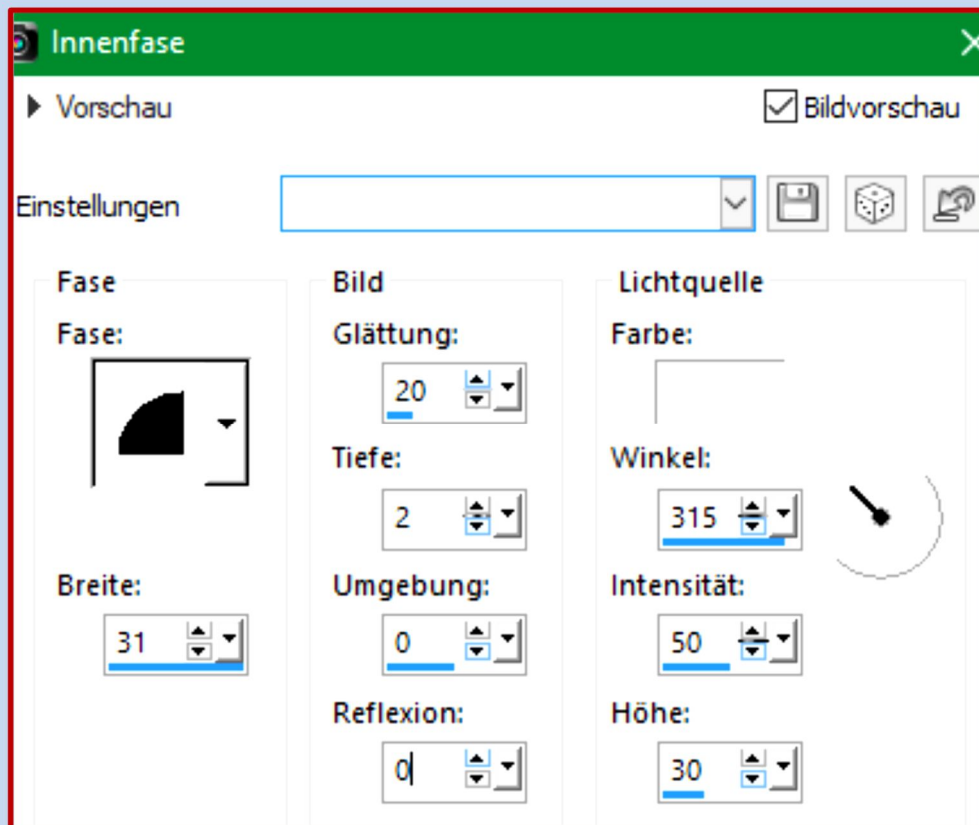 Innenfase
Vorschau
Bildvorschau
Einstellungen
Fase
Bild
Lichtquelle
Fase:
Glättung:
Farbe:
20
Tiefe:
Winkel:
2
315
Breite:
Umgebung:
Intensität:
31
0
50
Reflexion:
Höhe:
0
30